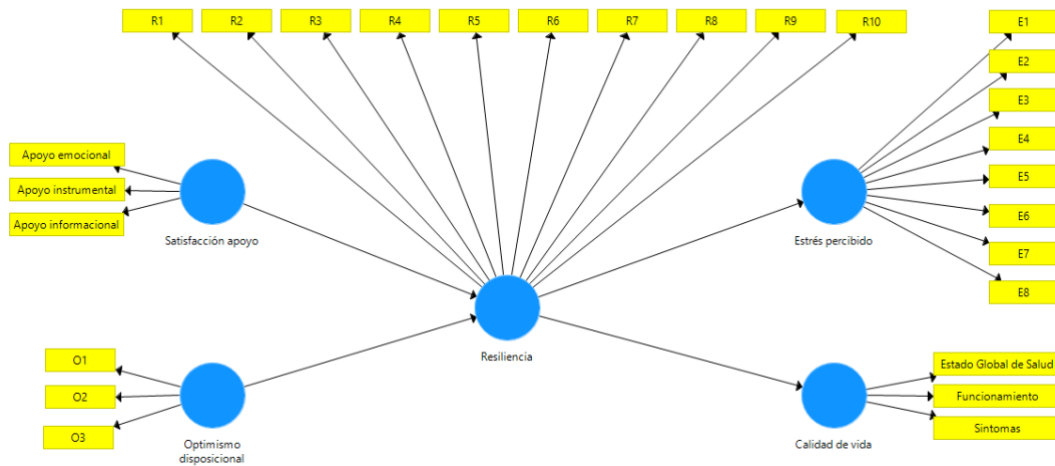 R1
R2
R3
R4
R5
R6
R7
R8
R9
R10
E1
E2
E3
E4
E5
E6
E7
E8
Apoyo emocional
Apoyo instrumental
Apoyo informacional
Satisfacción apoyo
Estrés percibido
Resiliencia
O1
O2
O3
Optimismo
disposicional
Calidad de vida
Estado Global de Salud
Funcionamiento
Sintomas